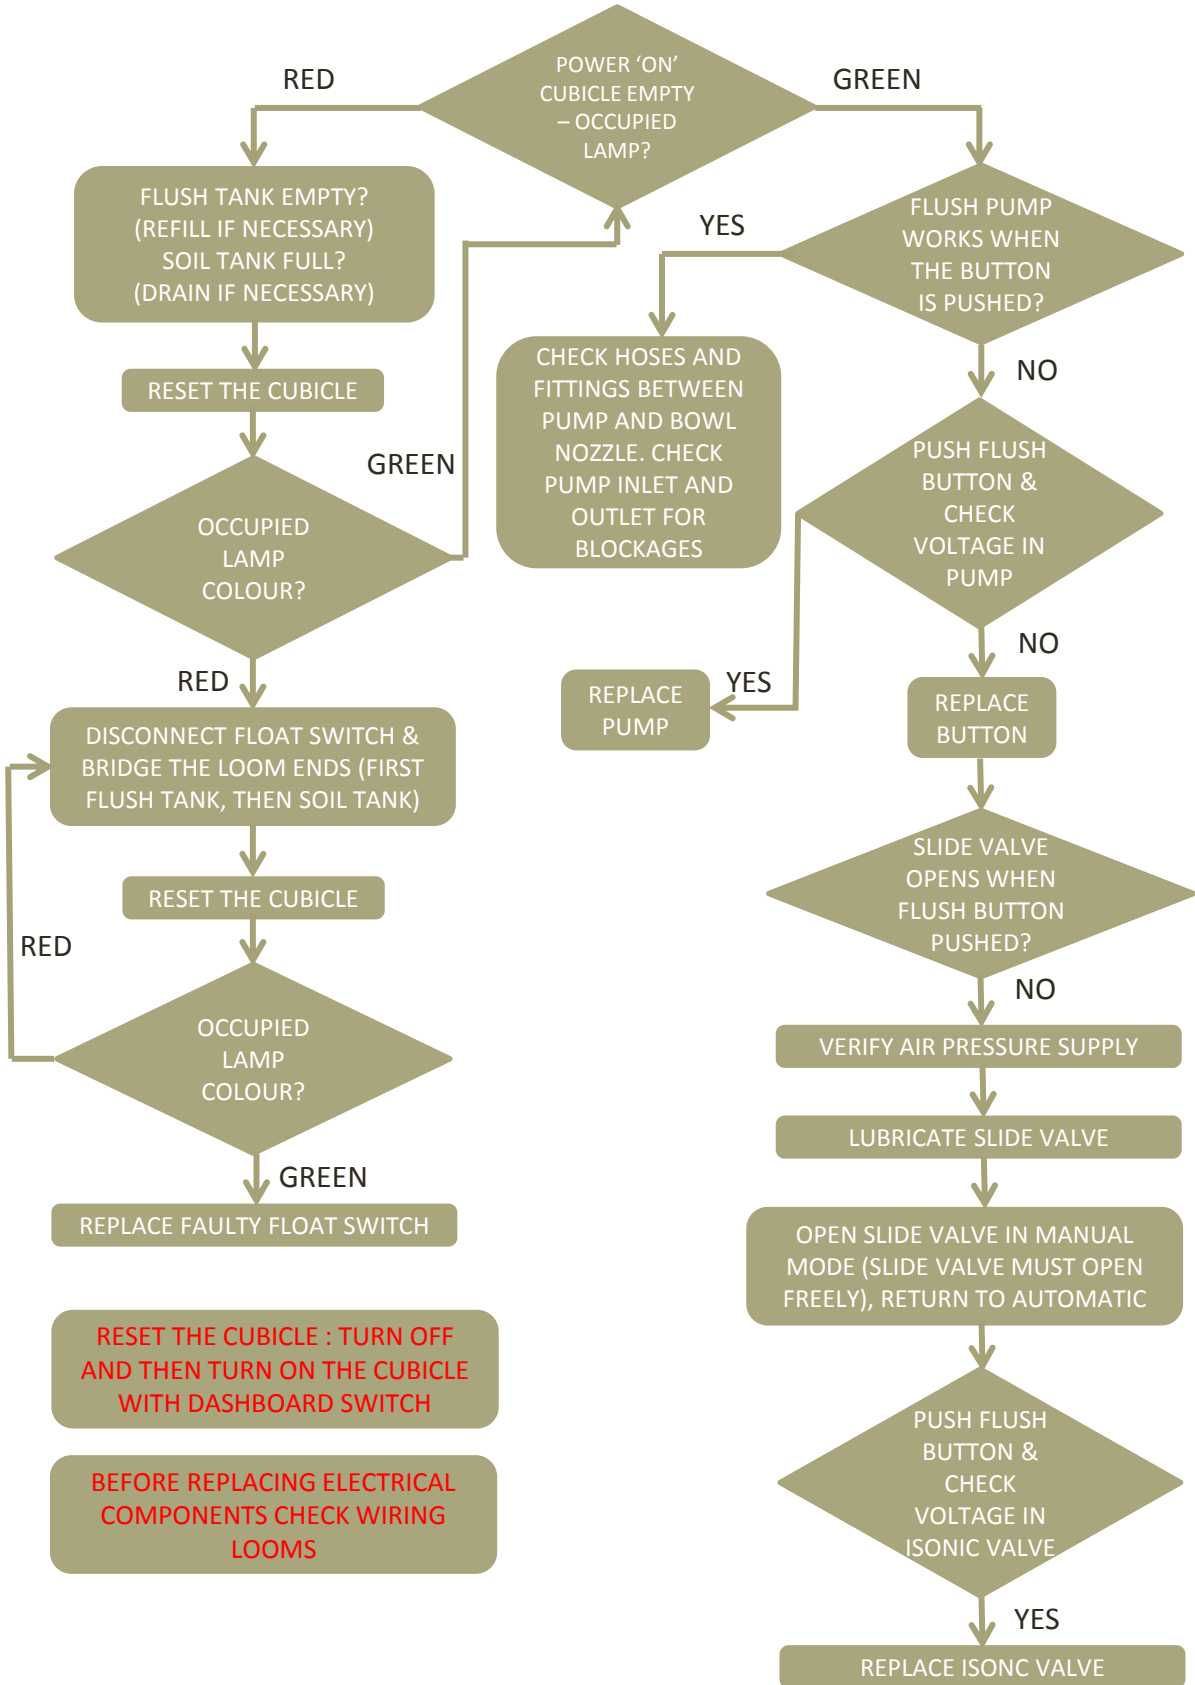 POWER ‘ON’
CUBICLE EMPTY
– OCCUPIED
LAMP?
RED
GREEN
FLUSH TANK EMPTY?
(REFILL IF NECESSARY)
SOIL TANK FULL?
(DRAIN IF NECESSARY)
RESET THE CUBICLE
GREEN
OCCUPIED
LAMP
COLOUR?
RED
DISCONNECT FLOAT SWITCH &
BRIDGE THE LOOM ENDS (FIRST
FLUSH TANK, THEN SOIL TANK)
RESET THE CUBICLE
RED
OCCUPIED
LAMP
COLOUR?
GREEN
REPLACE FAULTY FLOAT SWITCH
RESET THE CUBICLE : TURN OFF
AND THEN TURN ON THE CUBICLE
WITH DASHBOARD SWITCH
BEFORE REPLACING ELECTRICAL
COMPONENTS CHECK WIRING
LOOMS
FLUSH PUMP
WORKS WHEN
THE BUTTON
IS PUSHED?
YES
CHECK HOSES AND
FITTINGS BETWEEN
PUMP AND BOWL
NOZZLE. CHECK
PUMP INLET AND
OUTLET FOR
BLOCKAGES
NO
PUSH FLUSH
BUTTON &
CHECK
VOLTAGE IN
PUMP
YES
REPLACE
PUMP
NO
REPLACE
BUTTON
SLIDE VALVE
OPENS WHEN
FLUSH BUTTON
PUSHED?
NO
VERIFY AIR PRESSURE SUPPLY
LUBRICATE SLIDE VALVE
OPEN SLIDE VALVE IN MANUAL
MODE (SLIDE VALVE MUST OPEN
FREELY), RETURN TO AUTOMATIC
PUSH FLUSH
BUTTON &
CHECK
VOLTAGE IN
ISONIC VALVE
YES
REPLACE ISONC VALVE